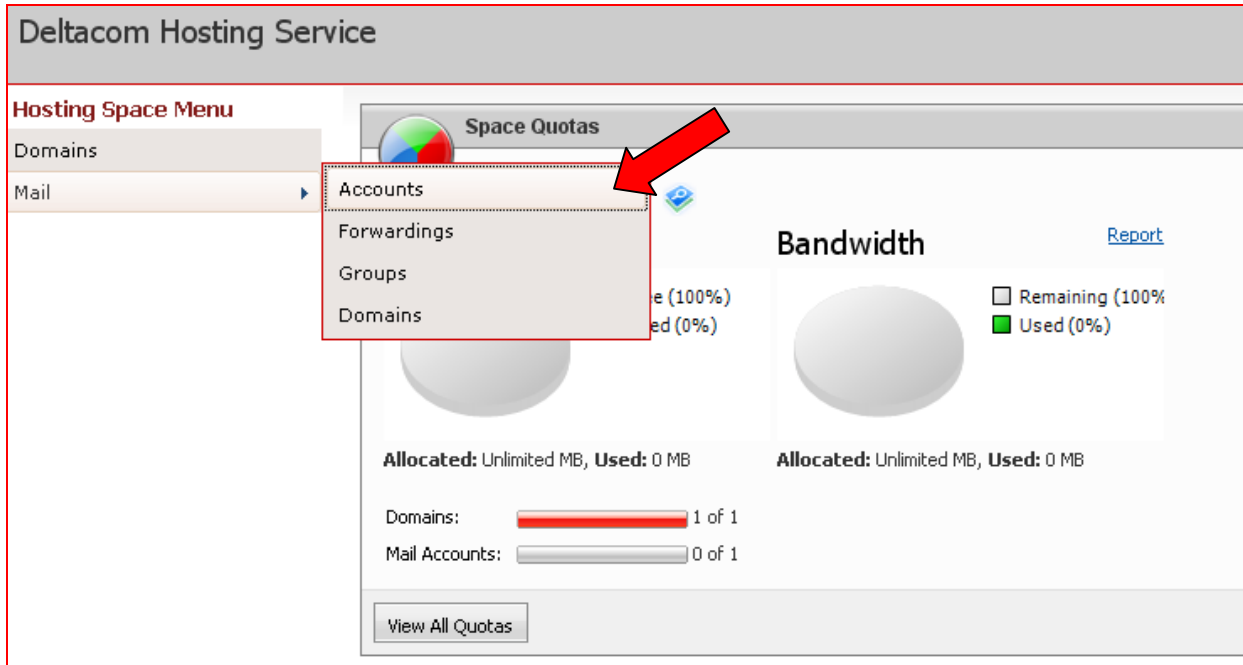 Deltacom Hosting Service
Hosting Space Menu
Domains
Mail
Accounts
Forwardings
Groups
Domains
Space Quotas
Bandwidth
Report
(100%)
(0%)
Remaining (100%
Used (0%)
Allocated: Unlimited MB, Used: 0 MB
Allocated: Unlimited MB, Used: 0 MB
Domains: 1 of 1
Mail Accounts: 0 of 1
View All Quotas